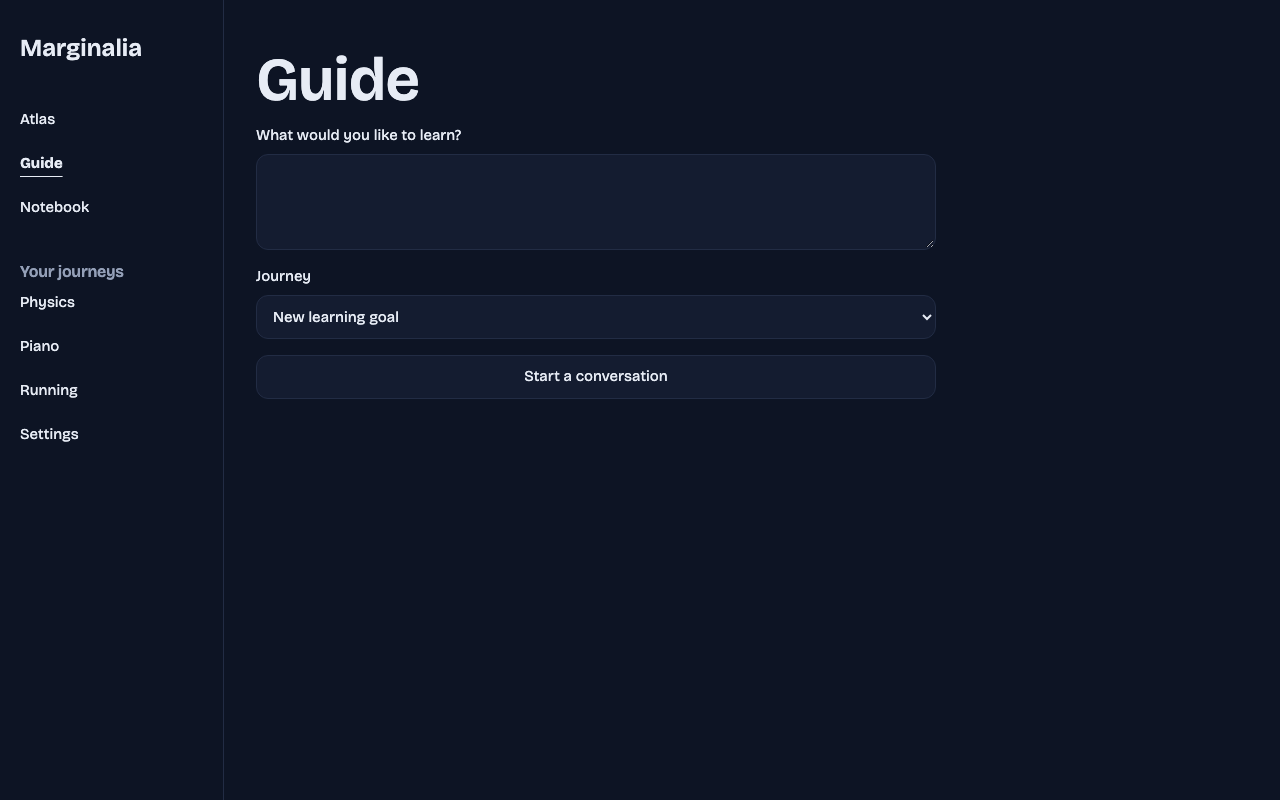 Marginalia
Atlas
Guide
Notebook
Your journeys
Physics
Piano
Running
Settings
Guide
What would you like to learn?
Journey
New learning goal
Start a conversation